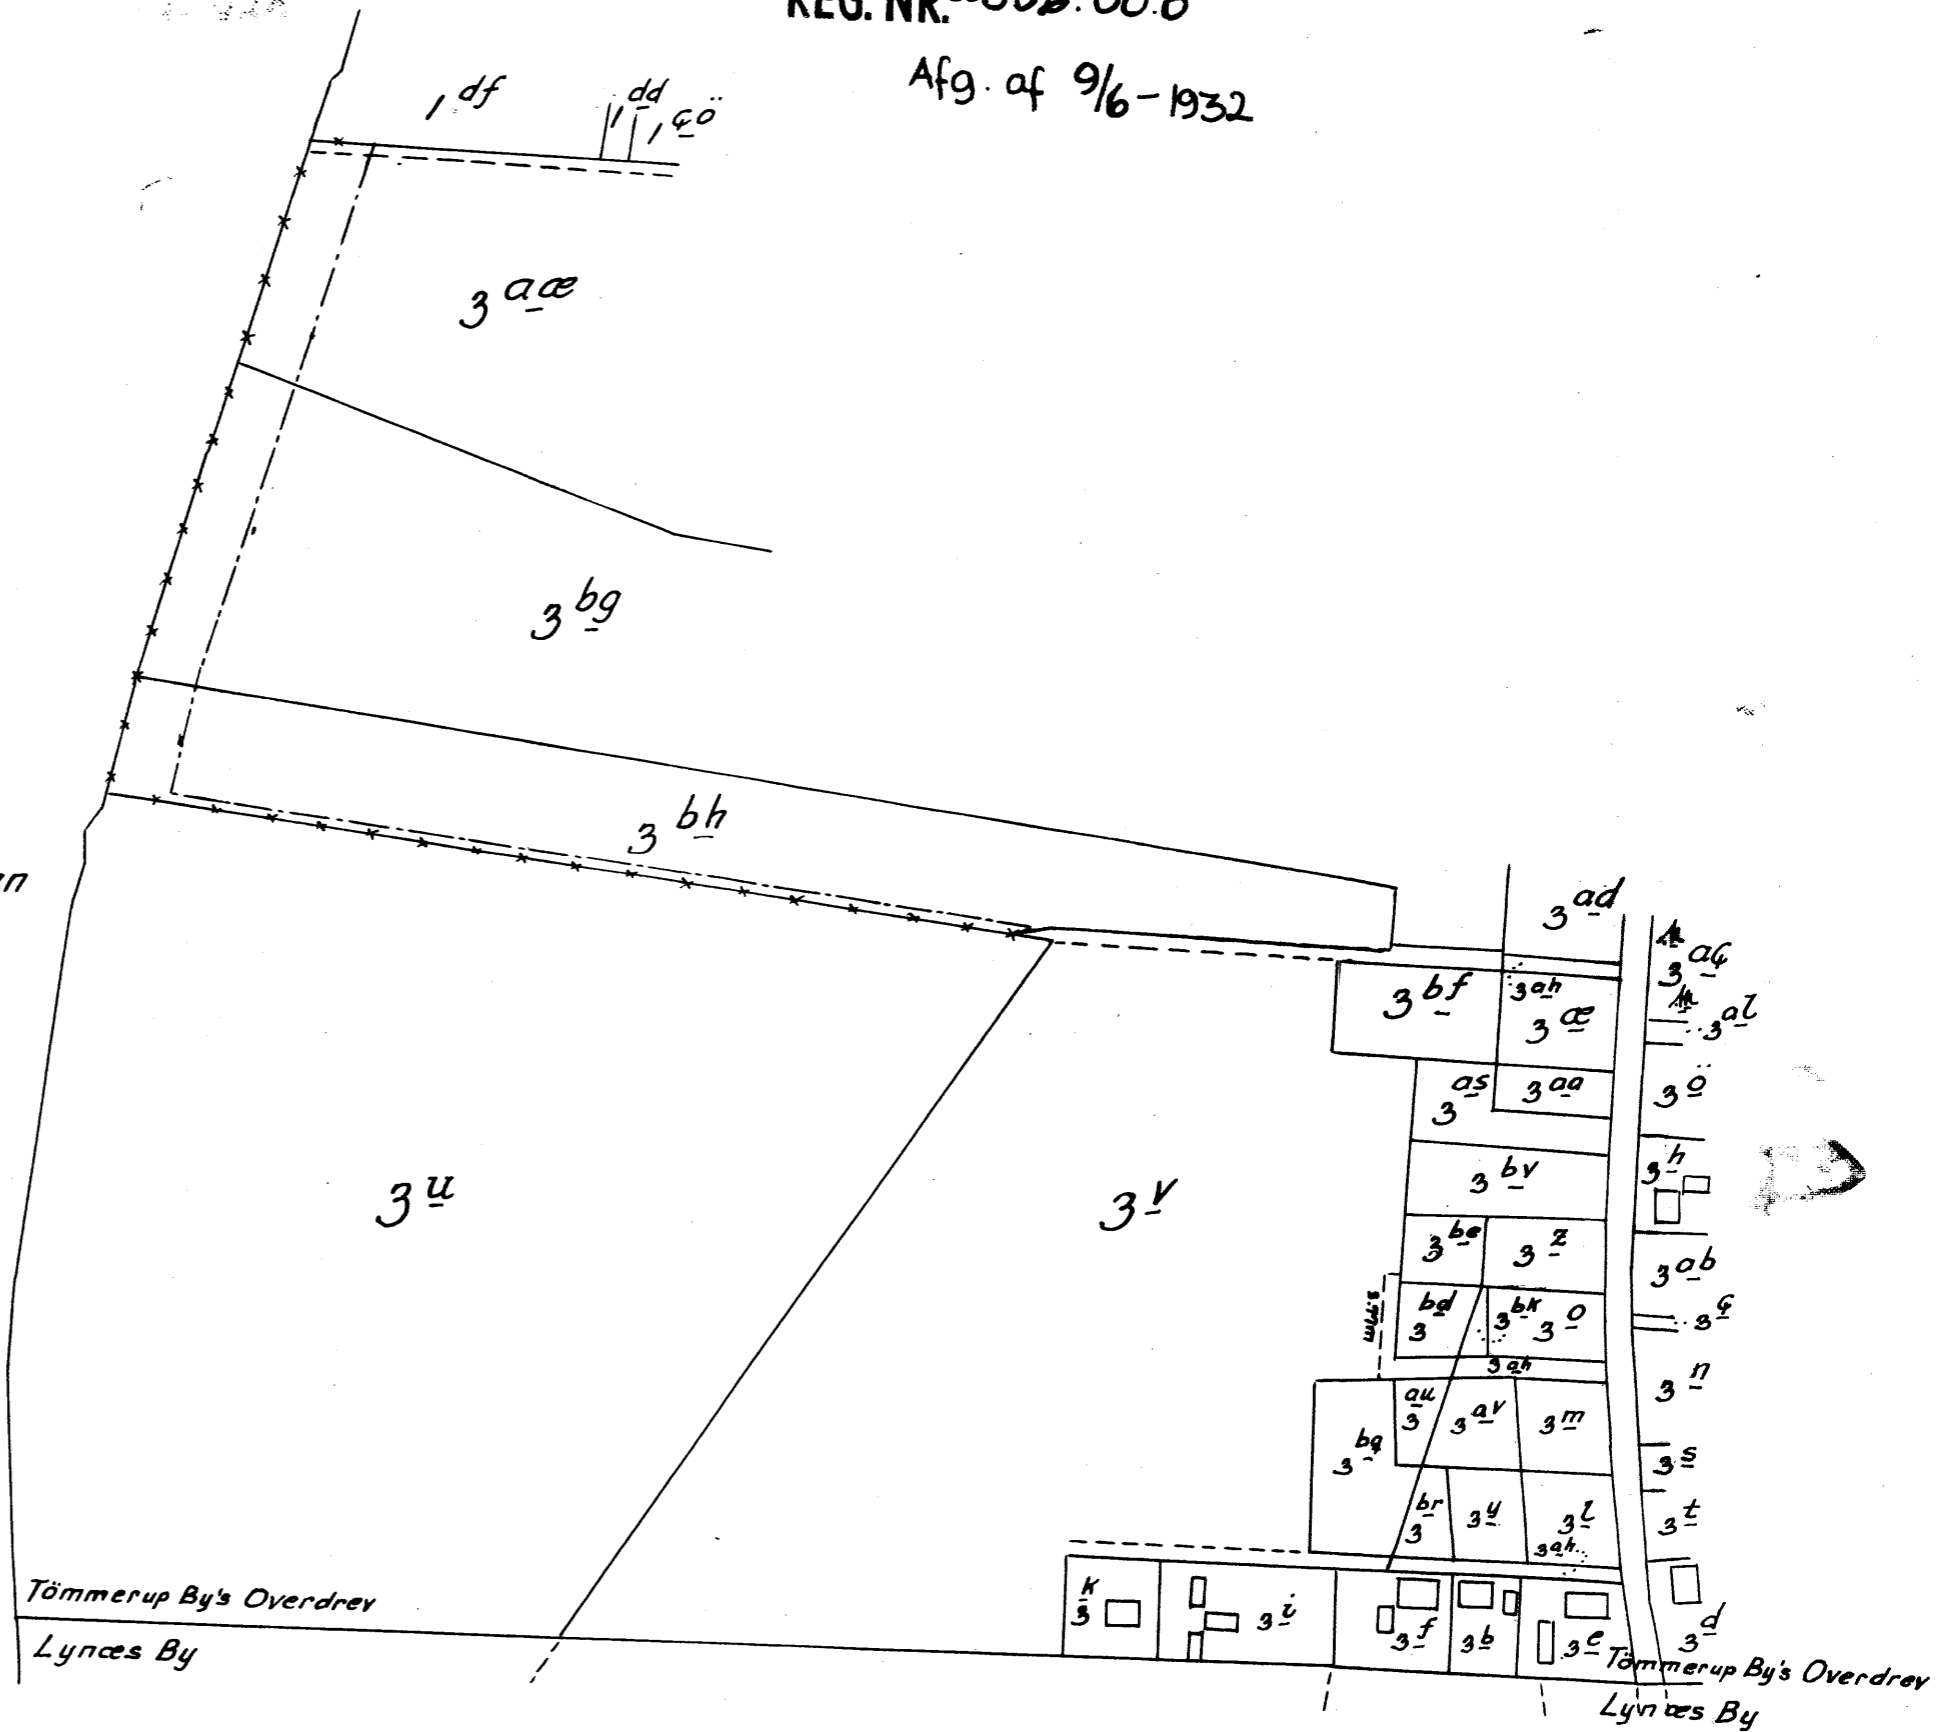 REG. NR.
Afg. af 9/6-1932
1 df
1 dd
1 çö
3 aæ
3 bg
3 bh
3 ad
3 aç
3 bf
3 ah
3 æ
3 al
3 as
3 aa
3 ö
3 bv
3 h
3 u
3 v
3 be
3 z
3 ab
3 bd
3 bk
3 o
3 ç
3 ah
3 n
3 au
3 av
3 m
3 bq
3 s
3 br
3 y
3 l
3 t
3 ah
3 k
3 i
3 f
3 b
3 e
3 d
Tömmerup By's Overdrev
Lynæs By
Tömmerup By's Overdrev
Lynæs By